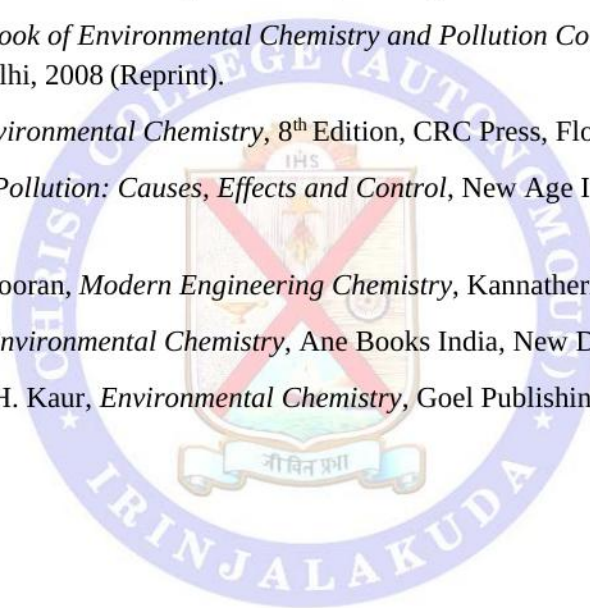 ook of Environmental Chemistry and Pollution Co
lhi, 2008 (Reprint).
vironmental Chemistry, 8th Edition, CRC Press, Flo
Pollution: Causes, Effects and Control, New Age I
ooran, Modern Engineering Chemistry, Kannather
nvironmental Chemistry, Ane Books India, New D
H. Kaur, Environmental Chemistry, Goel Publishin
CHRIST COLLEGE (AUTONOMOUS)
IHS
जीवन प्रभा
IRINJALAKUDA